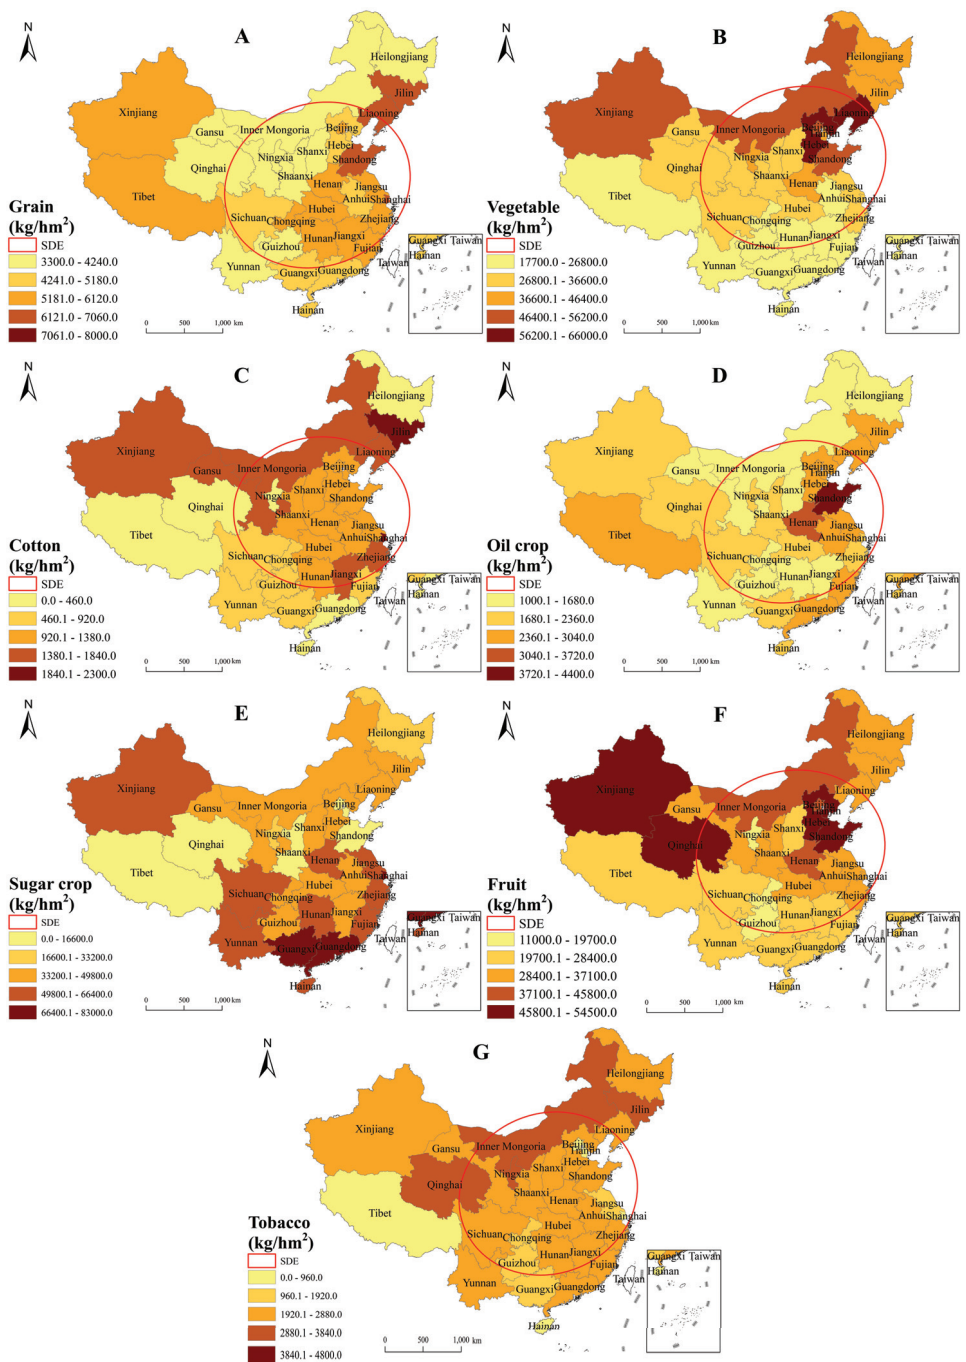 N
A
Heilongjiang
Jilin
Liaoning
Xinjiang
Gansu
Inner Mongoria
Beijing
Hebei
Ningxia
Shanxi
Shandong
Qinghai
Shaanxi
Henan
Tibet
Jiangsu
Anhui Shanghai
Sichuan
Chongqing
Hubei
Zhejiang
Hunan
Jiangxi
Guizhou
Fujian
Yunnan
Guangxi
Guangdong
Taiwan
Hainan
Guangxi Taiwan
Hainan
Grain
(kg/hm²)
SDE
3300.0 - 4240.0
4241.0 - 5180.0
5181.0 - 6120.0
6121.0 - 7060.0
7061.0 - 8000.0
0 500 1,000 km
N
B
Heilongjiang
Jilin
Liaoning
Xinjiang
Gansu
Inner Mongoria
Beijing
Tianjin
Hebei
Ningxia
Shanxi
Shandong
Qinghai
Shaanxi
Henan
Tibet
Jiangsu
Anhui Shanghai
Sichuan
Chongqing
Hubei
Zhejiang
Hunan
Jiangxi
Guizhou
Fujian
Yunnan
Guangxi
Guangdong
Taiwan
Hainan
Guangxi Taiwan
Hainan
Vegetable
(kg/hm²)
SDE
17700.0 - 26800.0
26800.1 - 36600.0
36600.1 - 46400.0
46400.1 - 56200.0
56200.1 - 66000.0
0 500 1,000 km
N
C
Heilongjiang
Jilin
Liaoning
Xinjiang
Gansu
Inner Mongoria
Beijing
Hebei
Ningxia
Shanxi
Shandong
Qinghai
Shaanxi
Henan
Tibet
Jiangsu
Anhui Shanghai
Sichuan
Chongqing
Hubei
Zhejiang
Hunan
Jiangxi
Guizhou
Fujian
Yunnan
Guangxi
Guangdong
Taiwan
Hainan
Guangxi Taiwan
Hainan
Cotton
(kg/hm²)
SDE
0.0 - 460.0
460.1 - 920.0
920.1 - 1380.0
1380.1 - 1840.0
1840.1 - 2300.0
0 500 1,000 km
N
D
Heilongjiang
Jilin
Liaoning
Xinjiang
Gansu
Inner Mongoria
Beijing
Tianjin
Hebei
Ningxia
Shanxi
Shandong
Qinghai
Shaanxi
Henan
Tibet
Jiangsu
Anhui Shanghai
Sichuan
Chongqing
Hubei
Zhejiang
Hunan
Jiangxi
Guizhou
Fujian
Yunnan
Guangxi
Guangdong
Taiwan
Hainan
Guangxi Taiwan
Hainan
Oil crop
(kg/hm²)
SDE
1000.1 - 1680.0
1680.1 - 2360.0
2360.1 - 3040.0
3040.1 - 3720.0
3720.1 - 4400.0
0 500 1,000 km
N
E
Heilongjiang
Jilin
Liaoning
Xinjiang
Gansu
Inner Mongoria
Beijing
Hebei
Ningxia
Shanxi
Shandong
Qinghai
Shaanxi
Henan
Tibet
Jiangsu
Anhui Shanghai
Sichuan
Chongqing
Hubei
Zhejiang
Hunan
Jiangxi
Guizhou
Fujian
Yunnan
Guangxi
Guangdong
Taiwan
Hainan
Guangxi Taiwan
Hainan
Sugar crop
(kg/hm²)
SDE
0.0 - 16600.0
16600.1 - 33200.0
33200.1 - 49800.0
49800.1 - 66400.0
66400.1 - 83000.0
0 500 1,000 km
N
F
Heilongjiang
Jilin
Liaoning
Xinjiang
Gansu
Inner Mongoria
Beijing
Tianjin
Hebei
Ningxia
Shanxi
Shandong
Qinghai
Shaanxi
Henan
Tibet
Jiangsu
Anhui Shanghai
Sichuan
Chongqing
Hubei
Zhejiang
Hunan
Jiangxi
Guizhou
Fujian
Yunnan
Guangxi
Guangdong
Taiwan
Hainan
Guangxi Taiwan
Hainan
Fruit
(kg/hm²)
SDE
11000.0 - 19700.0
19700.1 - 28400.0
28400.1 - 37100.0
37100.1 - 45800.0
45800.1 - 54500.0
0 500 1,000 km
N
G
Heilongjiang
Jilin
Liaoning
Xinjiang
Gansu
Inner Mongoria
Beijing
Tianjin
Hebei
Ningxia
Shanxi
Shandong
Qinghai
Shaanxi
Henan
Tibet
Jiangsu
Anhui Shanghai
Sichuan
Chongqing
Hubei
Zhejiang
Hunan
Jiangxi
Guizhou
Fujian
Yunnan
Guangxi
Guangdong
Taiwan
Hainan
Guangxi Taiwan
Hainan
Tobacco
(kg/hm²)
SDE
0.0 - 960.0
960.1 - 1920.0
1920.1 - 2880.0
2880.1 - 3840.0
3840.1 - 4800.0
0 500 1,000 km